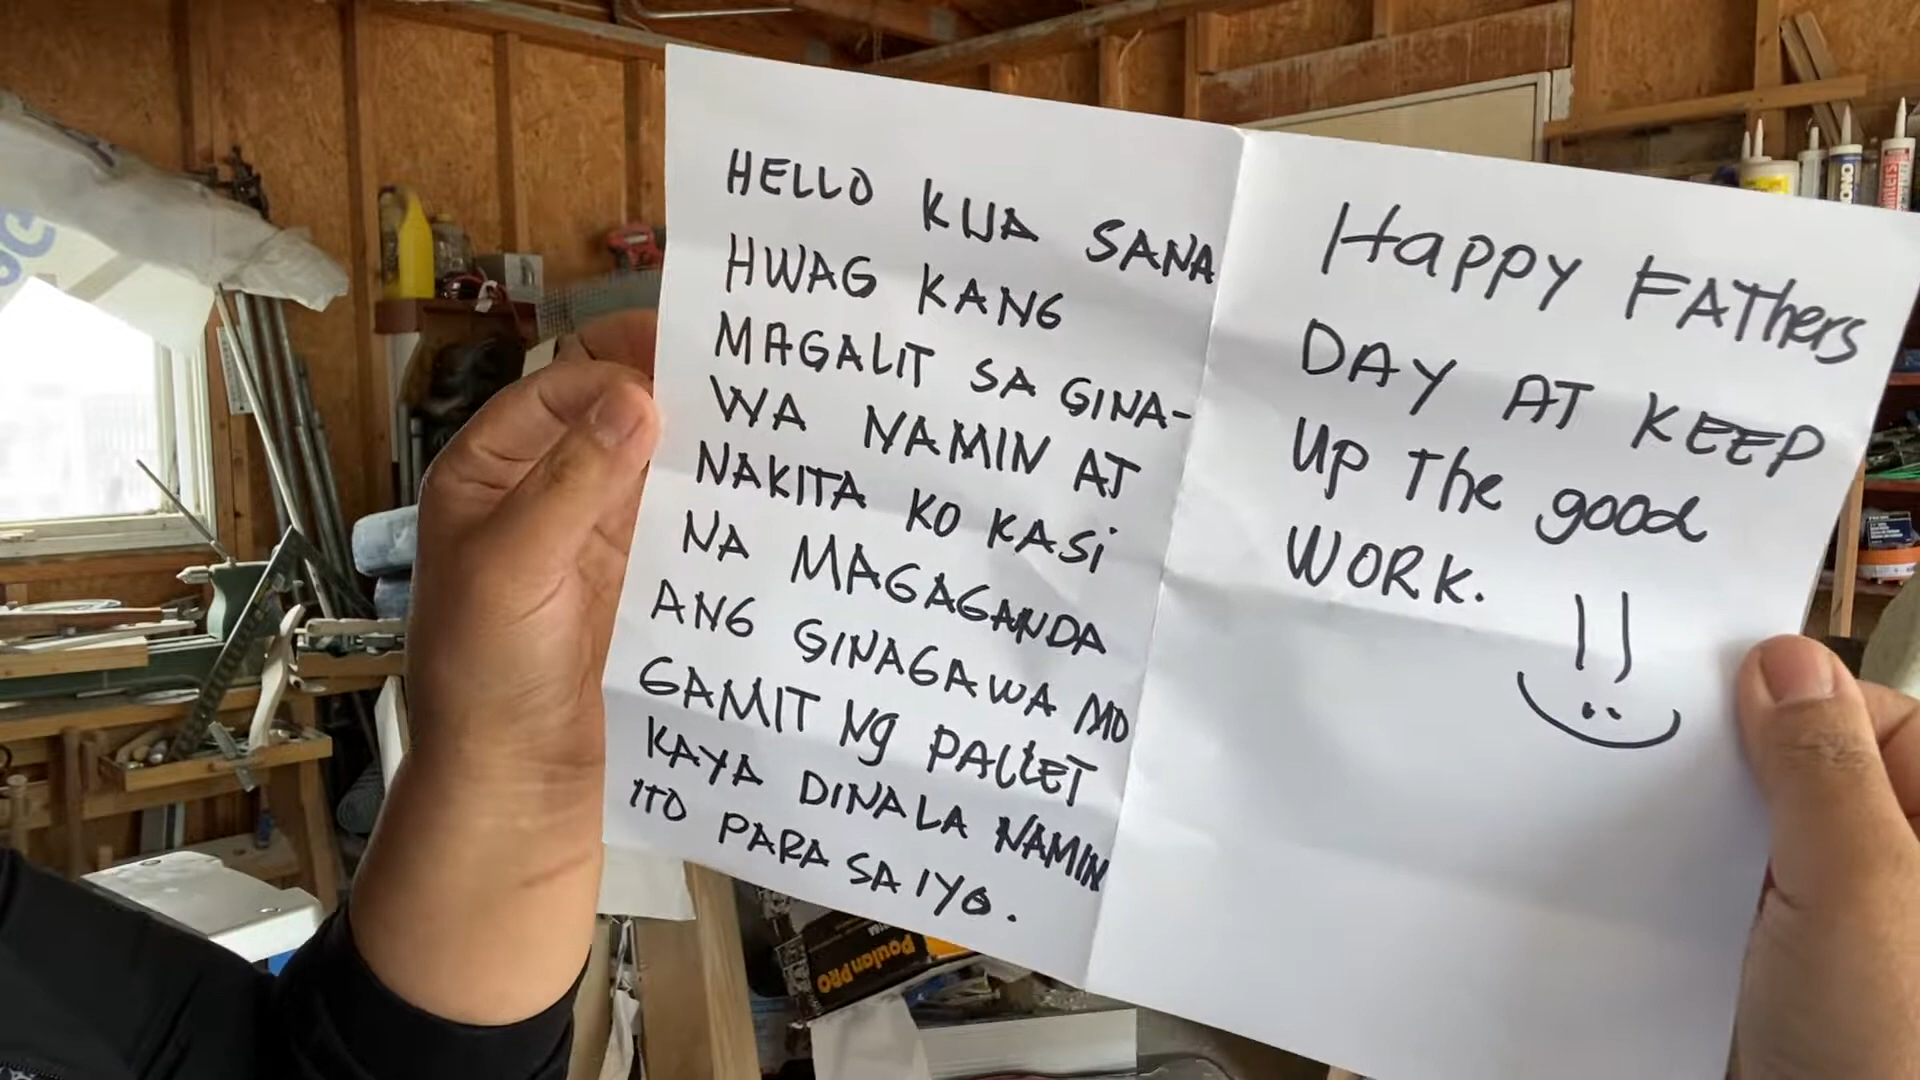 HELLO KUA SANA
HWAG KANG
MAGALIT SA GINA-
WA NAMIN AT
NAKITA KO KASI
NA MAGAGANDA
ANG GINAGAWA MO
GAMIT NG PALLET
KAYA DINALA NAMIN
ITO PARA SA IYO.
Happy FAThers
DAY AT KEEP
UP The good
WORK.
Poulan PRO